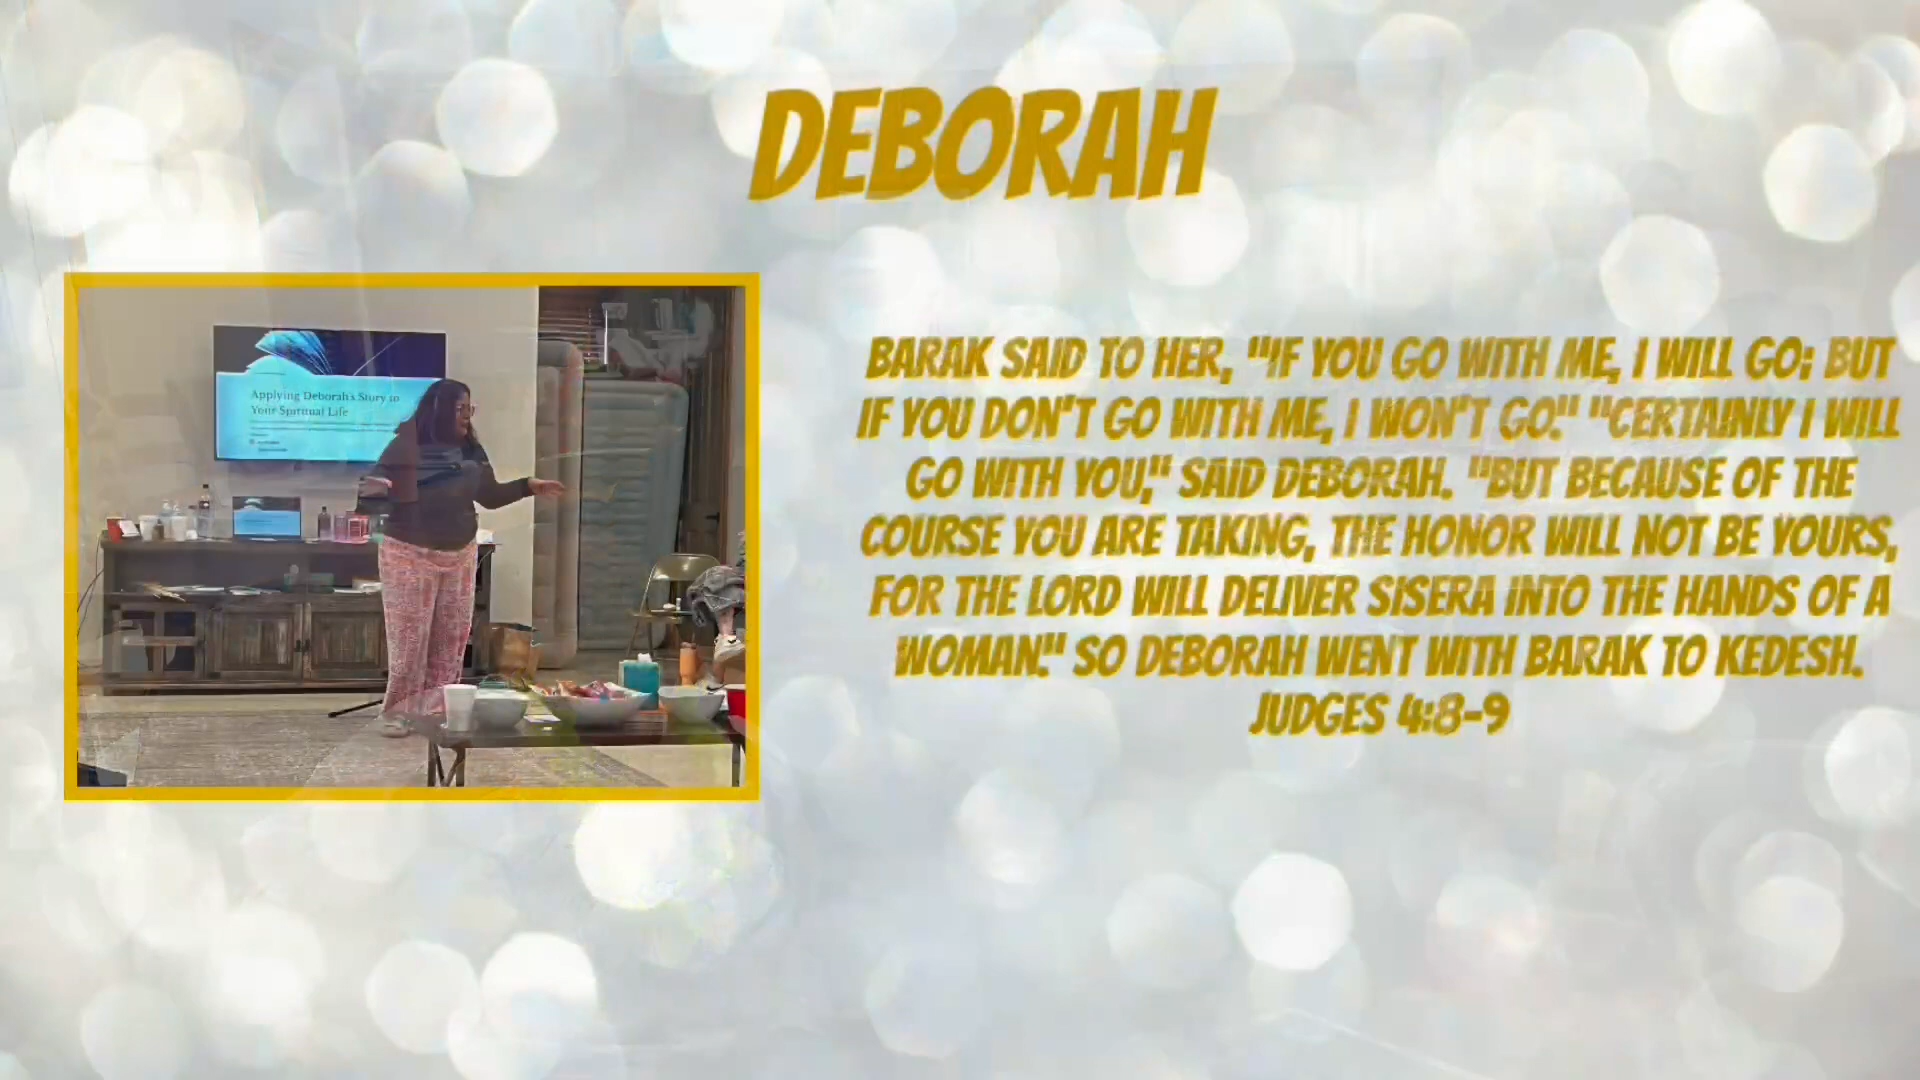 DEBORAH
Applying Deborah's Story to
Your Spiritual Life
BARAK SAID TO HER, "IF YOU GO WITH ME, I WILL GO; BUT
IF YOU DON'T GO WITH ME, I WON'T GO." "CERTAINLY I WILL
GO WITH YOU," SAID DEBORAH. "BUT BECAUSE OF THE
COURSE YOU ARE TAKING, THE HONOR WILL NOT BE YOURS,
FOR THE LORD WILL DELIVER SISERA INTO THE HANDS OF A
WOMAN." SO DEBORAH WENT WITH BARAK TO KEDESH.
JUDGES 4:8-9